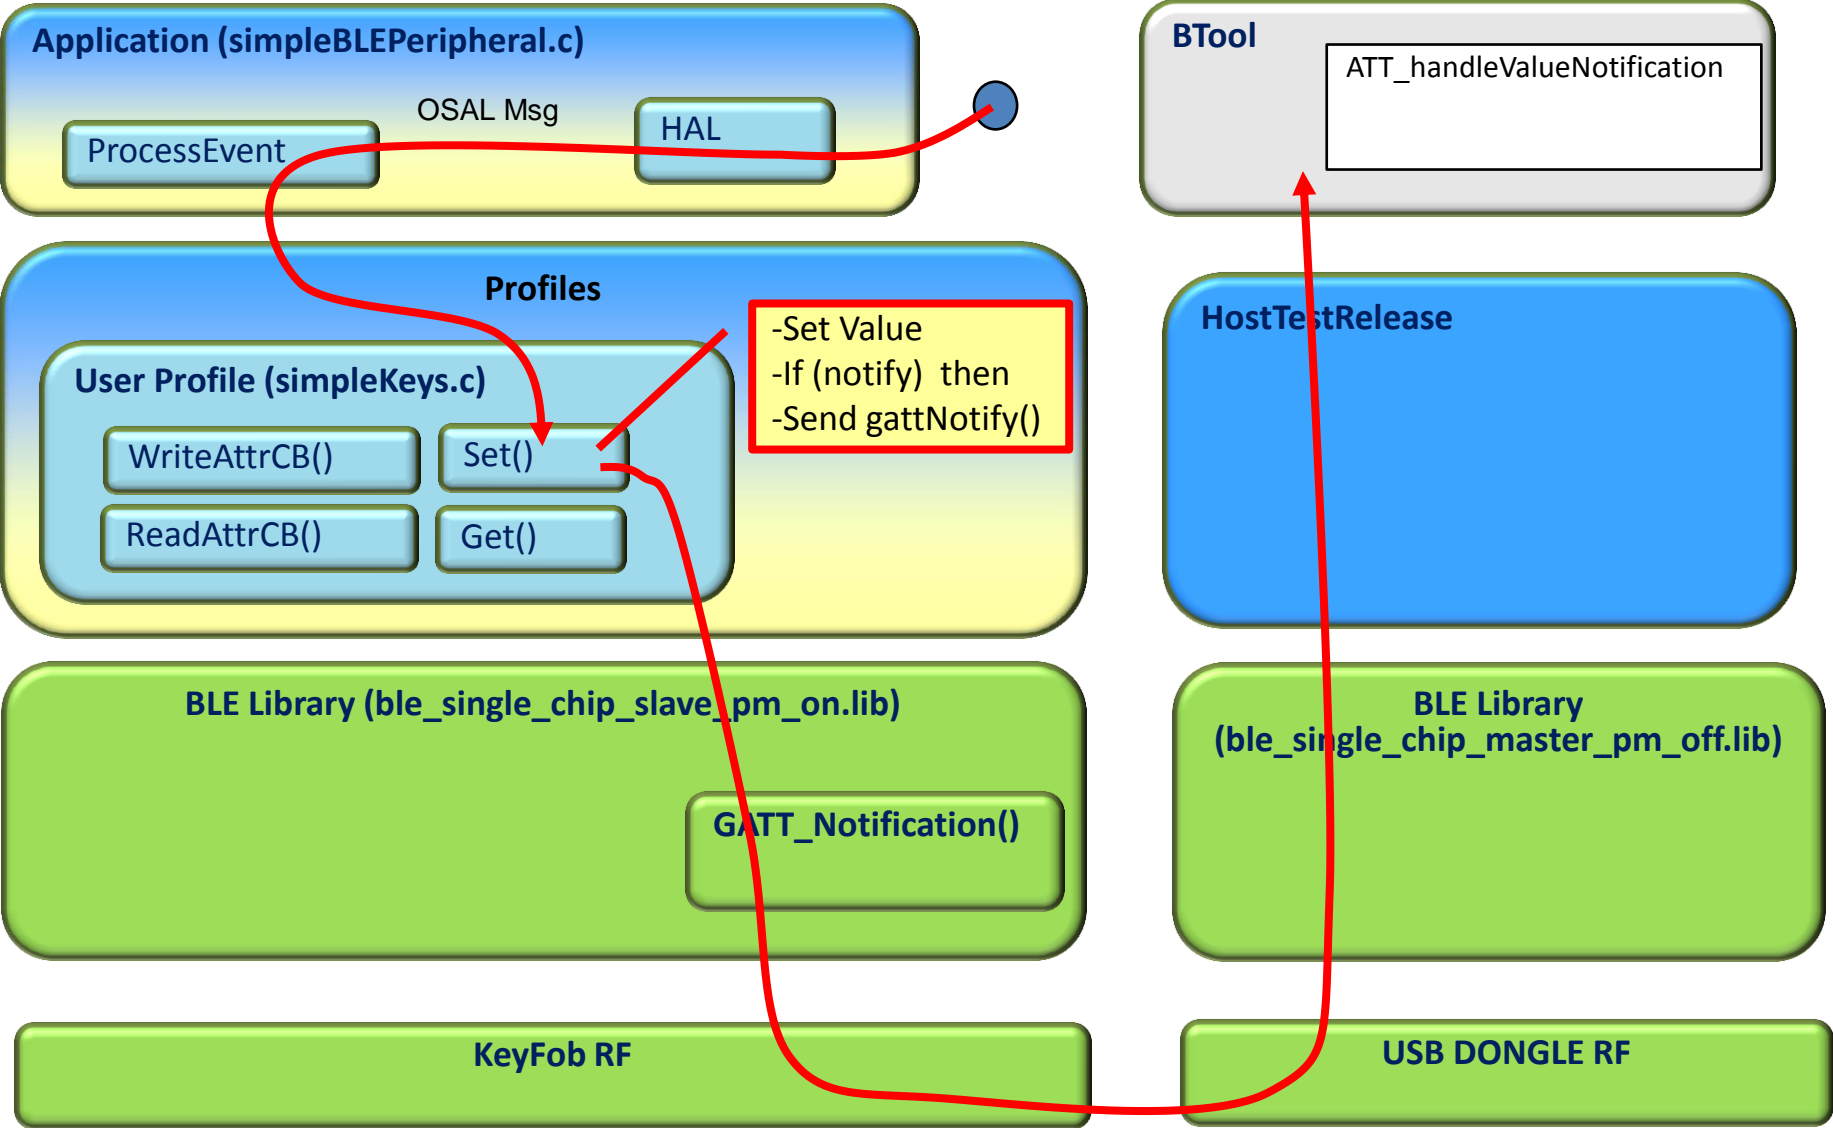 Application (simpleBLEPeripheral.c)
OSAL Msg
HAL
ProcessEvent
BTool
ATT_handleValueNotification
Profiles
-Set Value
-If (notify)  then
-Send gattNotify()
User Profile (simpleKeys.c)
WriteAttrCB()
Set()
ReadAttrCB()
Get()
HostTestRelease
BLE Library (ble_single_chip_slave_pm_on.lib)
GATT_Notification()
BLE Library
(ble_single_chip_master_pm_off.lib)
KeyFob RF
USB DONGLE RF